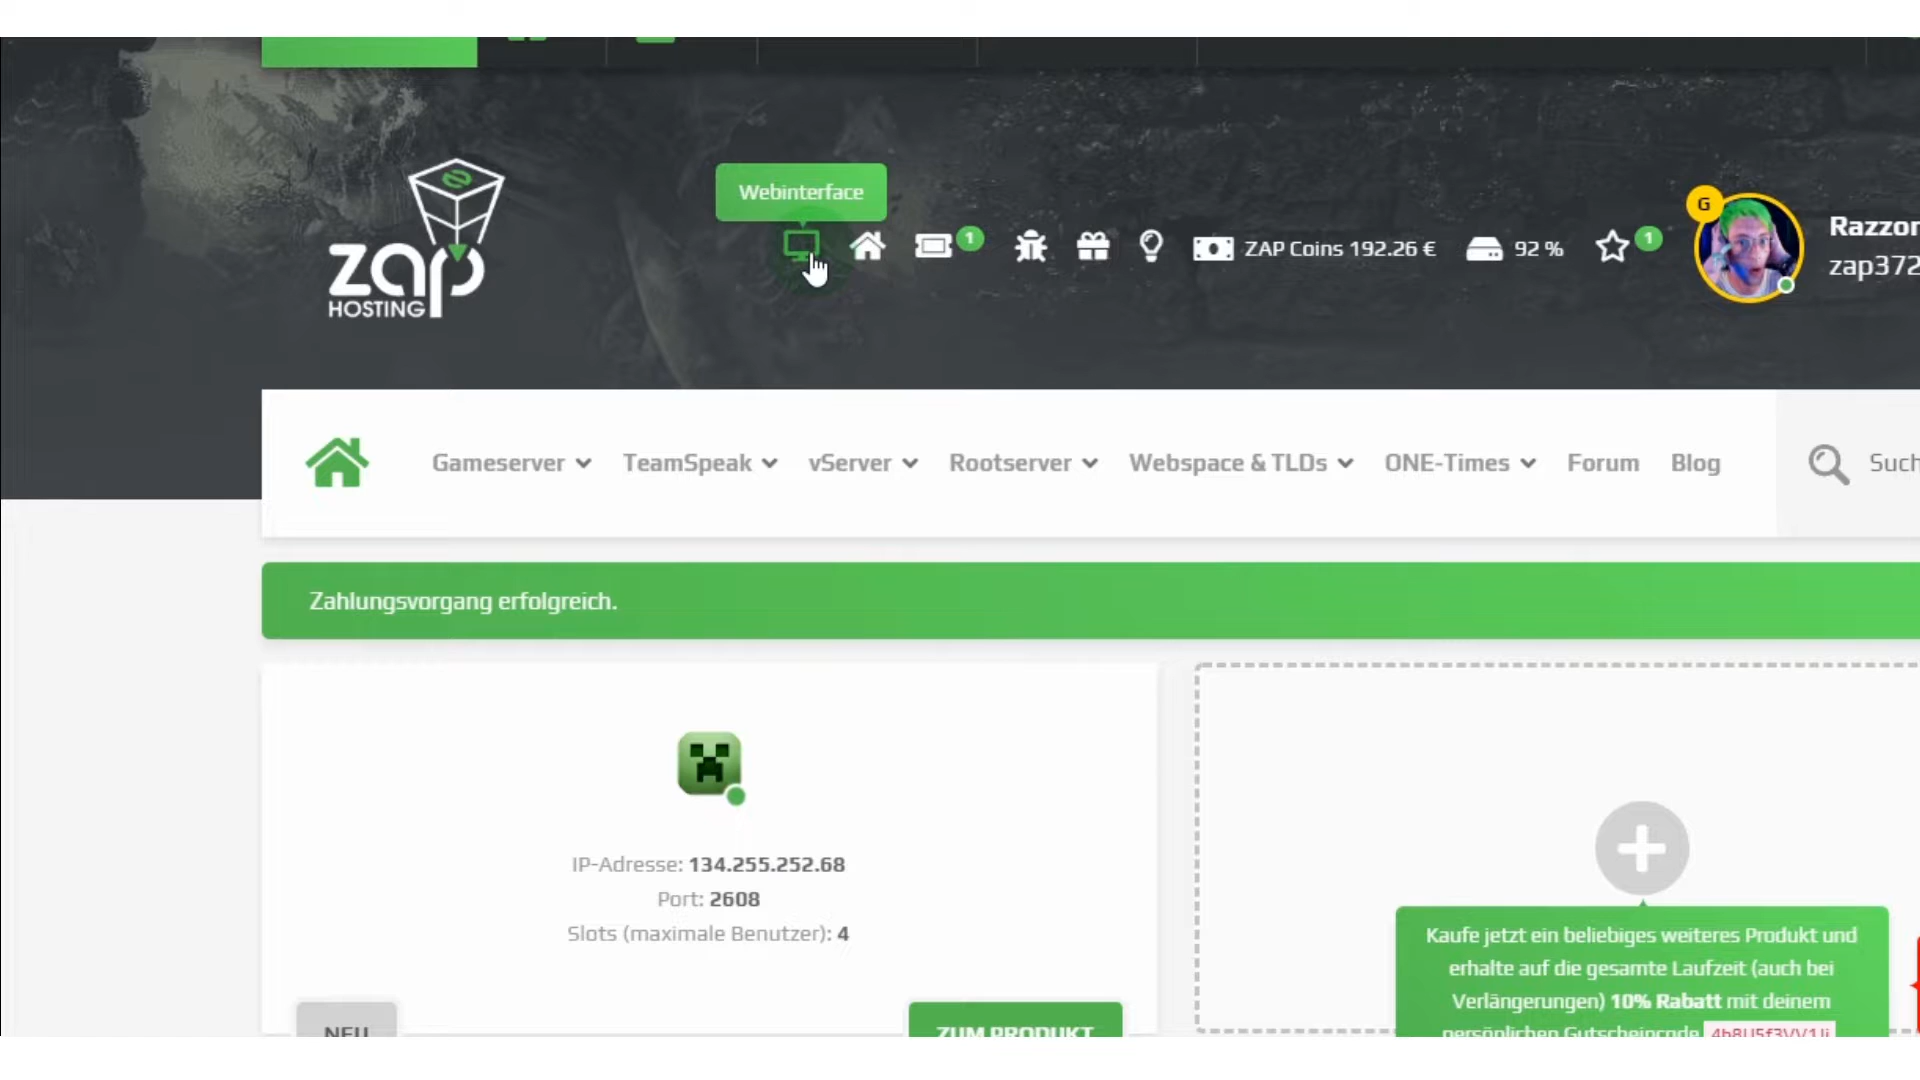 Webinterface
zap
HOSTING
1
ZAP Coins 192.26 €
92 %
1
G
Razzor
zap372
Gameserver
TeamSpeak
vServer
Rootserver
Webspace & TLDs
ONE-Times
Forum
Blog
Such
Zahlungsvorgang erfolgreich.
IP-Adresse: 134.255.252.68
Port: 2608
Slots (maximale Benutzer): 4
NEU
ZUM PRODUKT
Kaufe jetzt ein beliebiges weiteres Produkt und
erhalte auf die gesamte Laufzeit (auch bei
Verlängerungen) 10% Rabatt mit deinem
persönlichen Gutscheincode